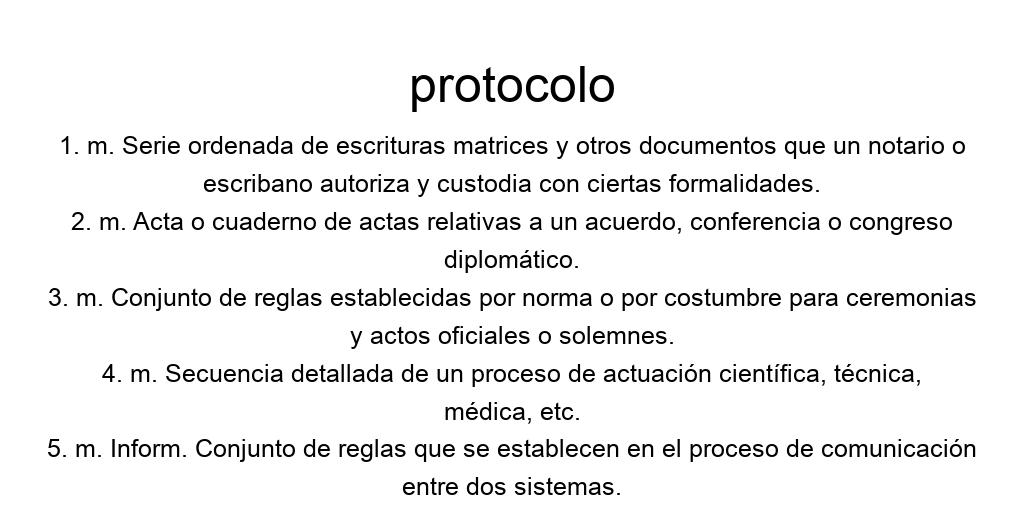 protocolo
1. m. Serie ordenada de escrituras matrices y otros documentos que un notario o
escribano autoriza y custodia con ciertas formalidades.
2. m. Acta o cuaderno de actas relativas a un acuerdo, conferencia o congreso
diplomático.
3. m. Conjunto de reglas establecidas por norma o por costumbre para ceremonias
y actos oficiales o solemnes.
4. m. Secuencia detallada de un proceso de actuación científica, técnica,
médica, etc.
5. m. Inform. Conjunto de reglas que se establecen en el proceso de comunicación
entre dos sistemas.